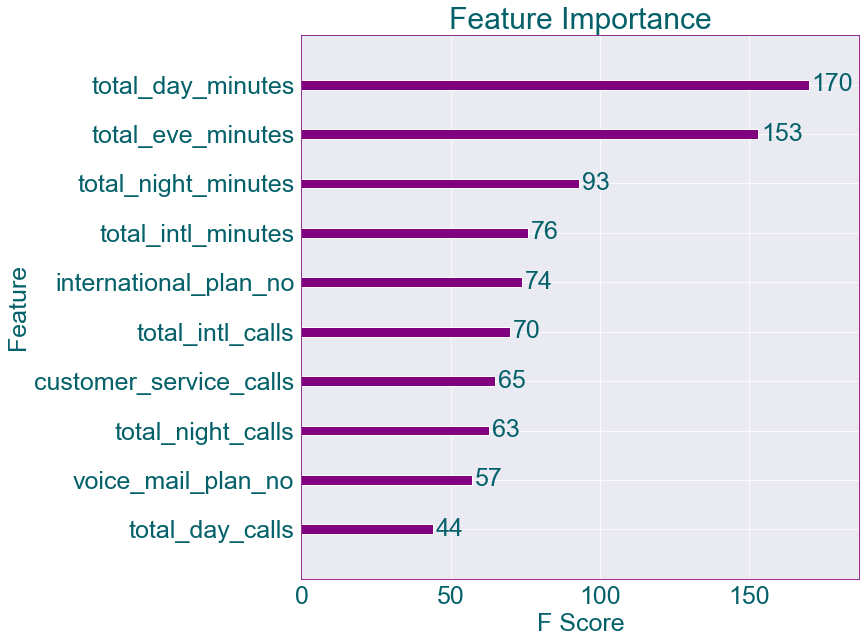 Feature Importance
total_day_minutes 170
total_eve_minutes 153
total_night_minutes 93
total_intl_minutes 76
international_plan_no 74
total_intl_calls 70
customer_service_calls 65
total_night_calls 63
voice_mail_plan_no 57
total_day_calls 44
Feature
0 50 100 150
F Score